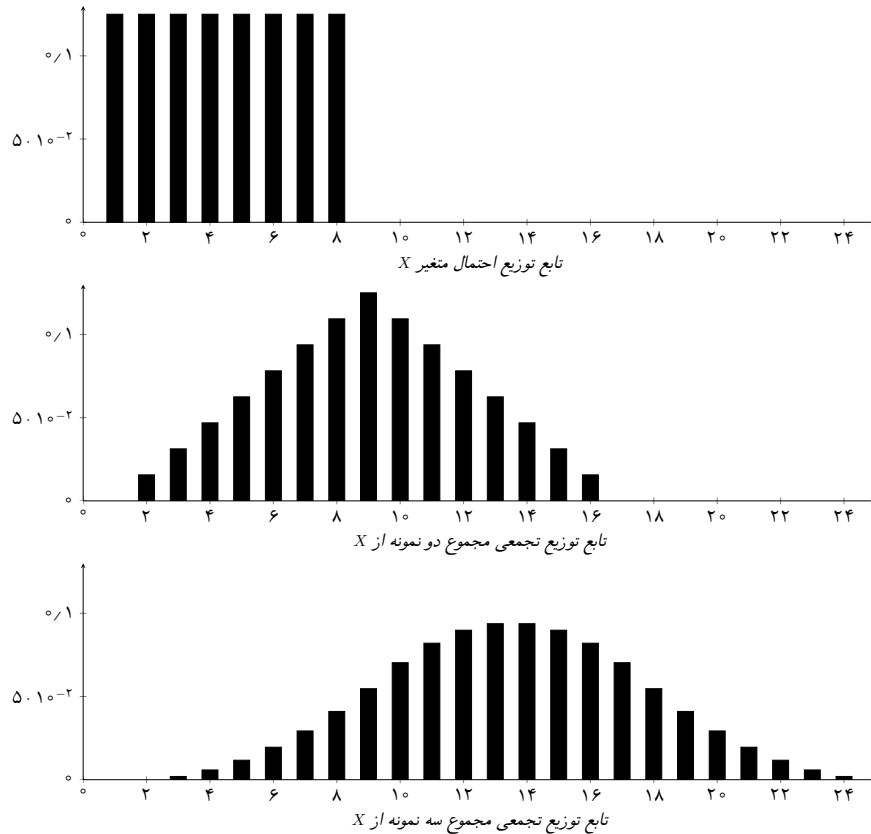 ۰/۱
۵·۱۰⁻²
۰
۰ ۲ ۴ ۶ ۸ ۱۰ ۱۲ ۱۴ ۱۶ ۱۸ ۲۰ ۲۲ ۲۴
تابع توزیع احتمال متغیر X
۰/۱
۵·۱۰⁻²
۰
۰ ۲ ۴ ۶ ۸ ۱۰ ۱۲ ۱۴ ۱۶ ۱۸ ۲۰ ۲۲ ۲۴
تابع توزیع تجمعی مجموع دو نمونه از X
۰/۱
۵·۱۰⁻²
۰
۰ ۲ ۴ ۶ ۸ ۱۰ ۱۲ ۱۴ ۱۶ ۱۸ ۲۰ ۲۲ ۲۴
تابع توزیع تجمعی مجموع سه نمونه از X